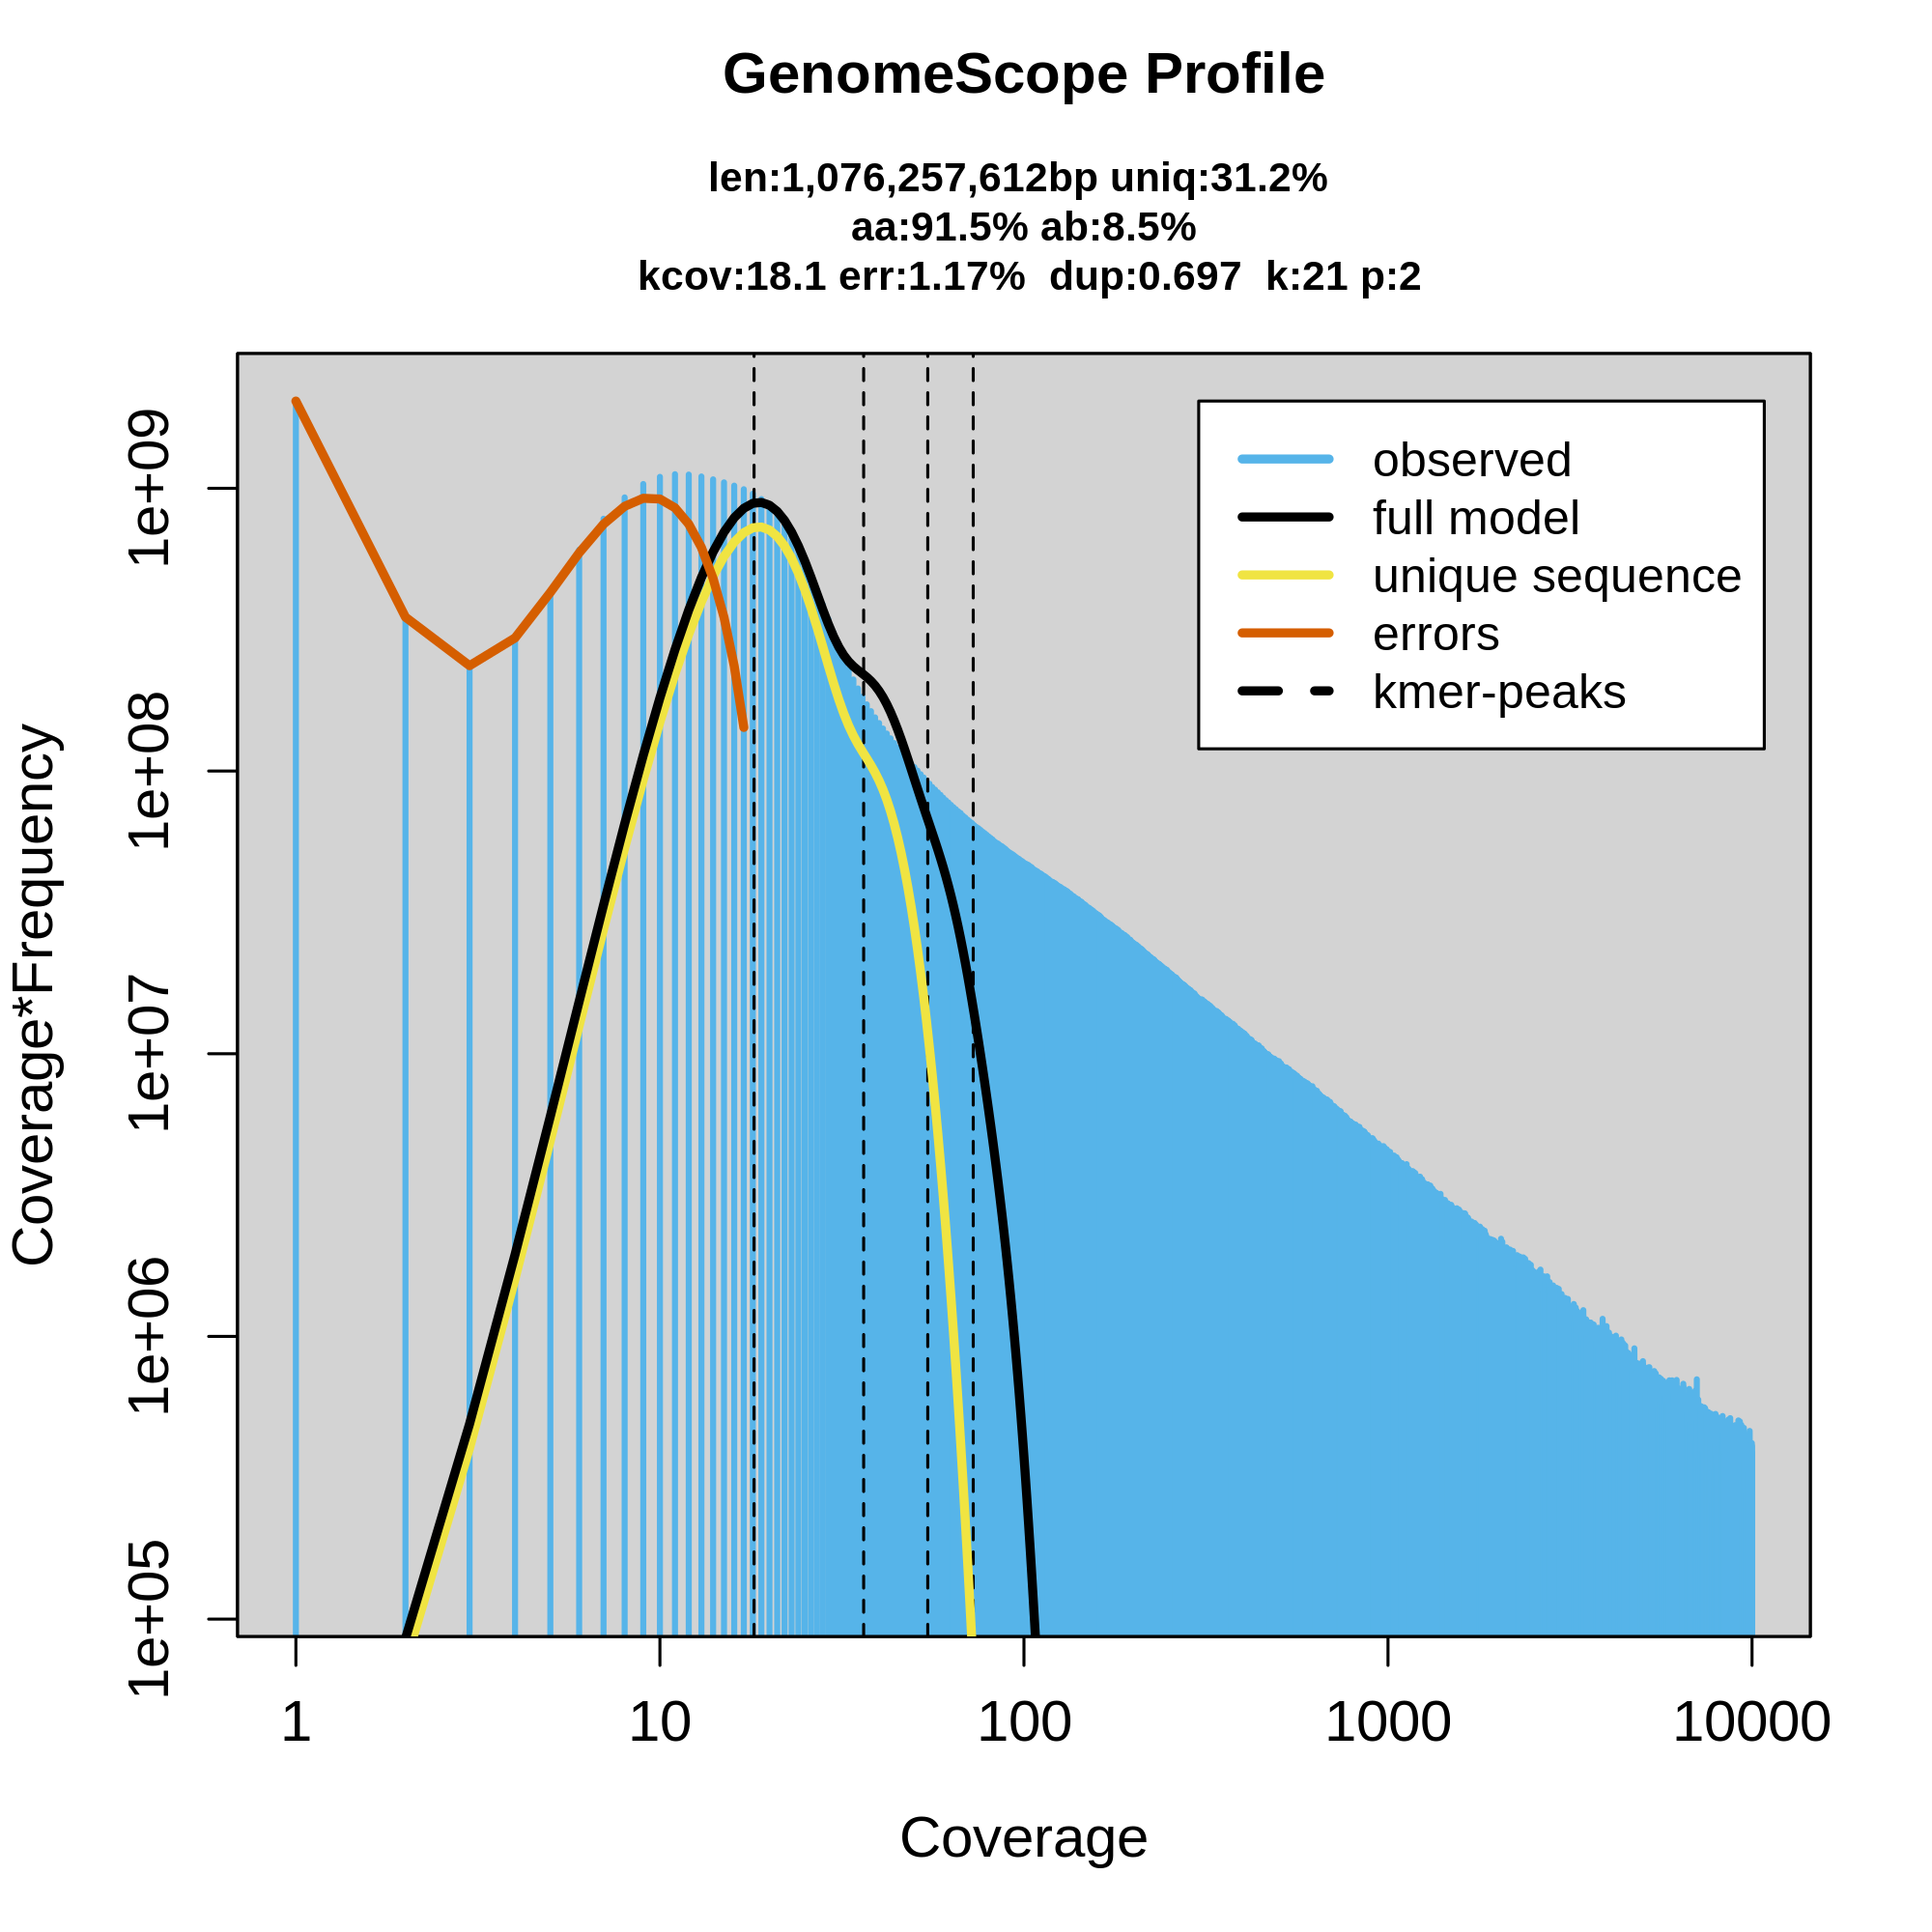 GenomeScope Profile
len:1,076,257,612bp uniq:31.2%
aa:91.5% ab:8.5%
kcov:18.1 err:1.17%  dup:0.697  k:21 p:2
observed
full model
unique sequence
errors
kmer-peaks
Coverage*Frequency
1e+09
1e+08
1e+07
1e+06
1e+05
1
10
100
1000
10000
Coverage